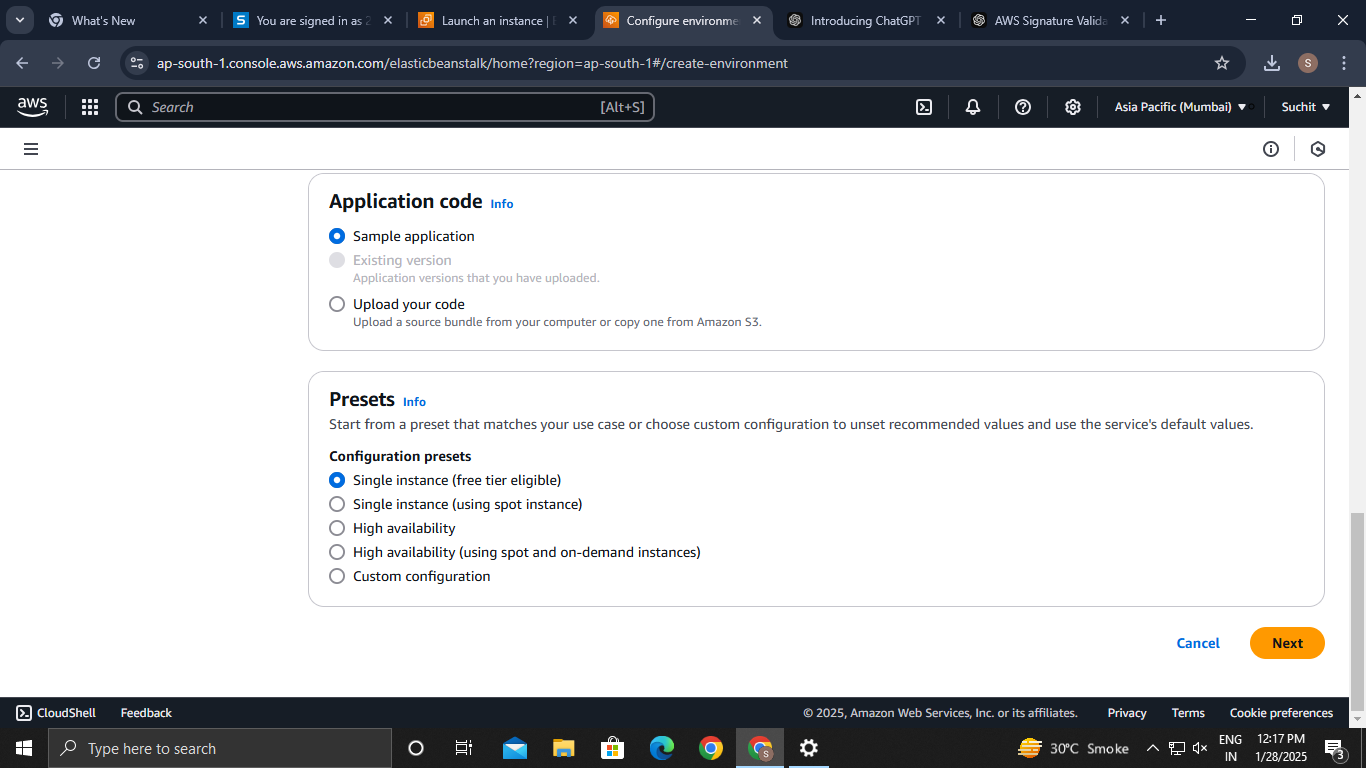 What's New
You are signed in as 2
Launch an instance | E
Configure environme
Introducing ChatGPT
AWS Signature Valida
ap-south-1.console.aws.amazon.com/elasticbeanstalk/home?region=ap-south-1#/create-environment
S
aws
Search
[Alt+S]
Asia Pacific (Mumbai)
Suchit
Application code Info
Sample application
Existing version
Application versions that you have uploaded.
Upload your code
Upload a source bundle from your computer or copy one from Amazon S3.
Presets Info
Start from a preset that matches your use case or choose custom configuration to unset recommended values and use the service's default values.
Configuration presets
Single instance (free tier eligible)
Single instance (using spot instance)
High availability
High availability (using spot and on-demand instances)
Custom configuration
Cancel
Next
CloudShell
Feedback
© 2025, Amazon Web Services, Inc. or its affiliates.
Privacy
Terms
Cookie preferences
Type here to search
30°C Smoke
ENG
IN
12:17 PM
1/28/2025
3